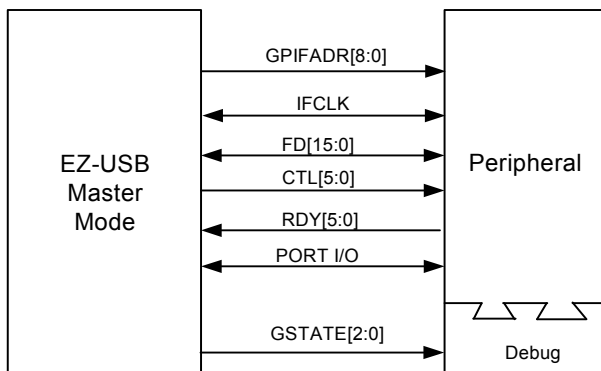 GPIFADR[8:0]
IFCLK
FD[15:0]
EZ-USB
Master
Mode
CTL[5:0]
Peripheral
RDY[5:0]
PORT I/O
GSTATE[2:0]
Debug